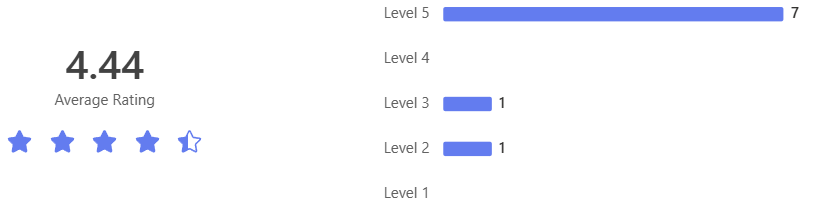 4.44
Average Rating
Level 5 7
Level 4
Level 3 1
Level 2 1
Level 1